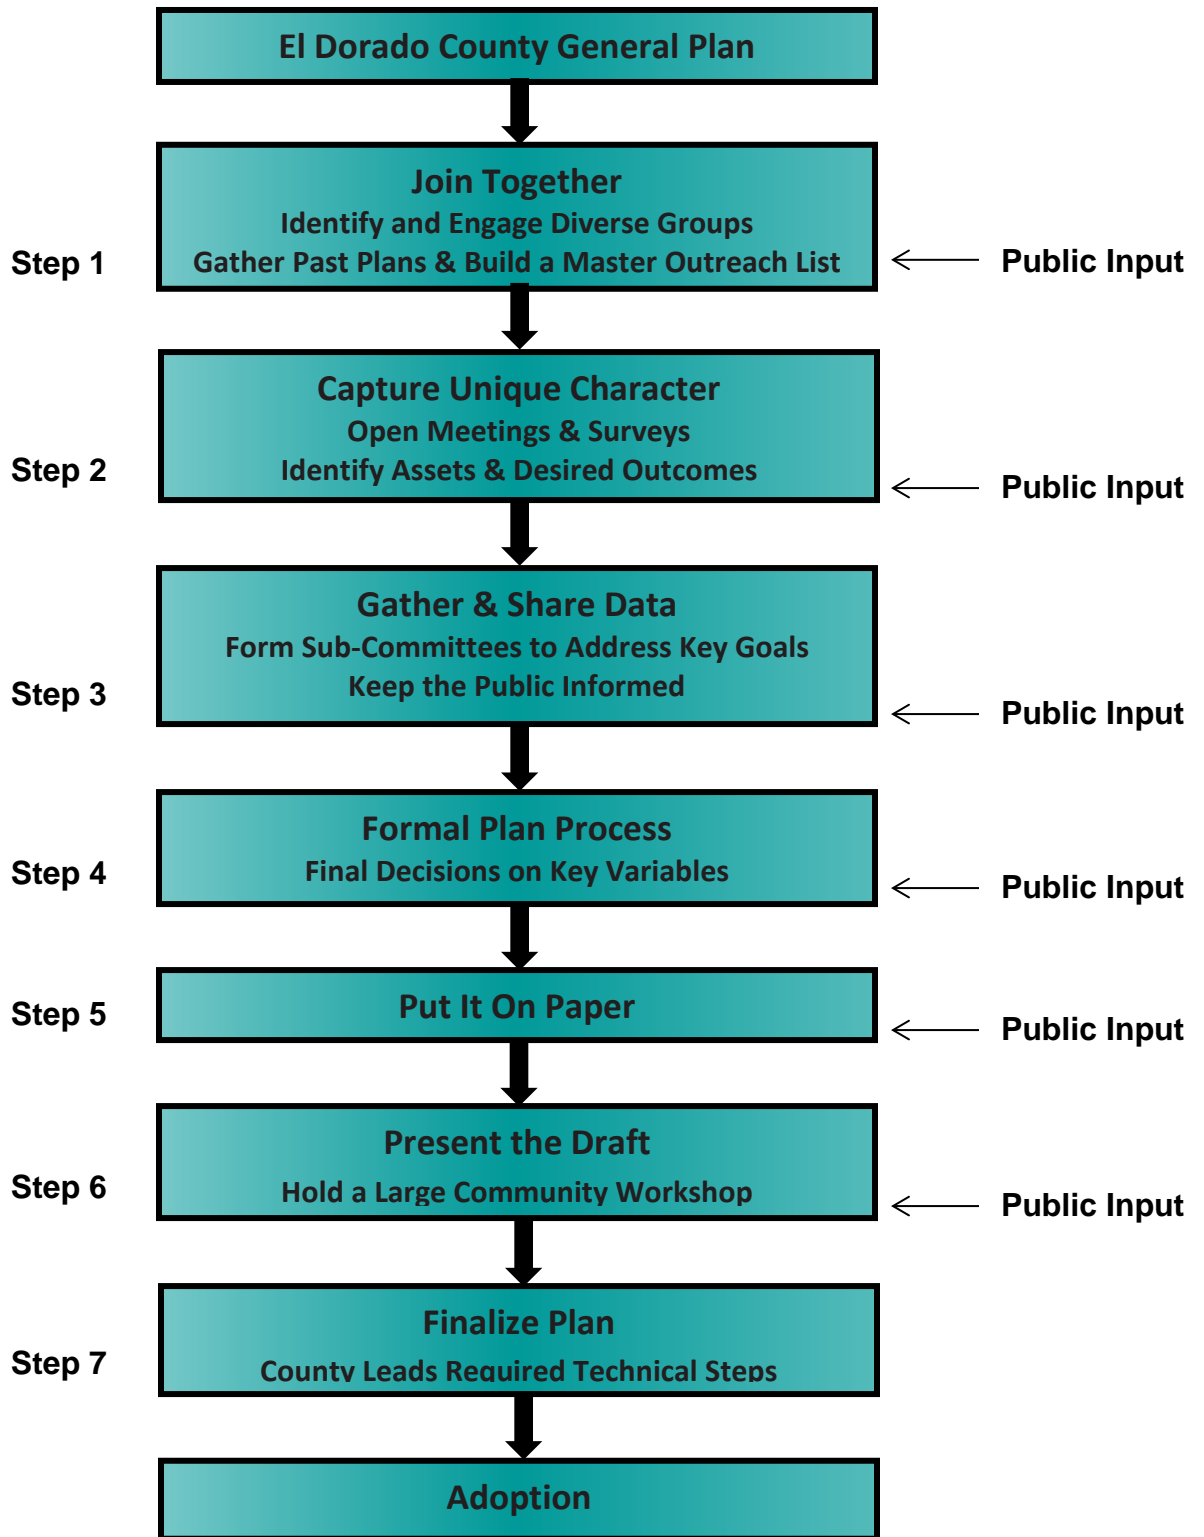 El Dorado County General Plan
Join Together
Identify and Engage Diverse Groups
Step 1
Gather Past Plans & Build a Master Outreach List
Public Input
Capture Unique Character
Open Meetings & Surveys
Step 2
Identify Assets & Desired Outcomes
Public Input
Gather & Share Data
Form Sub-Committees to Address Key Goals
Step 3
Keep the Public Informed
Public Input
Formal Plan Process
Step 4
Final Decisions on Key Variables
Public Input
Step 5
Put It On Paper
Public Input
Present the Draft
Step 6
Hold a Large Community Workshop
Public Input
Finalize Plan
Step 7
County Leads Required Technical Steps
Adoption